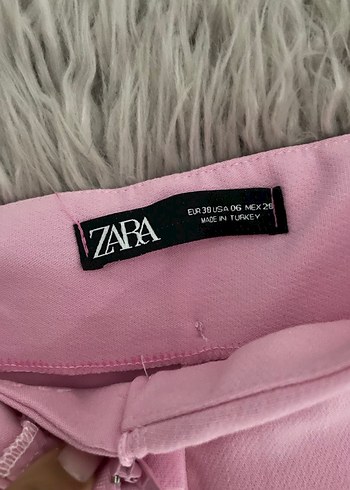 ZARA
EUR 38 USA 06 MEX 28
MADE IN TURKEY